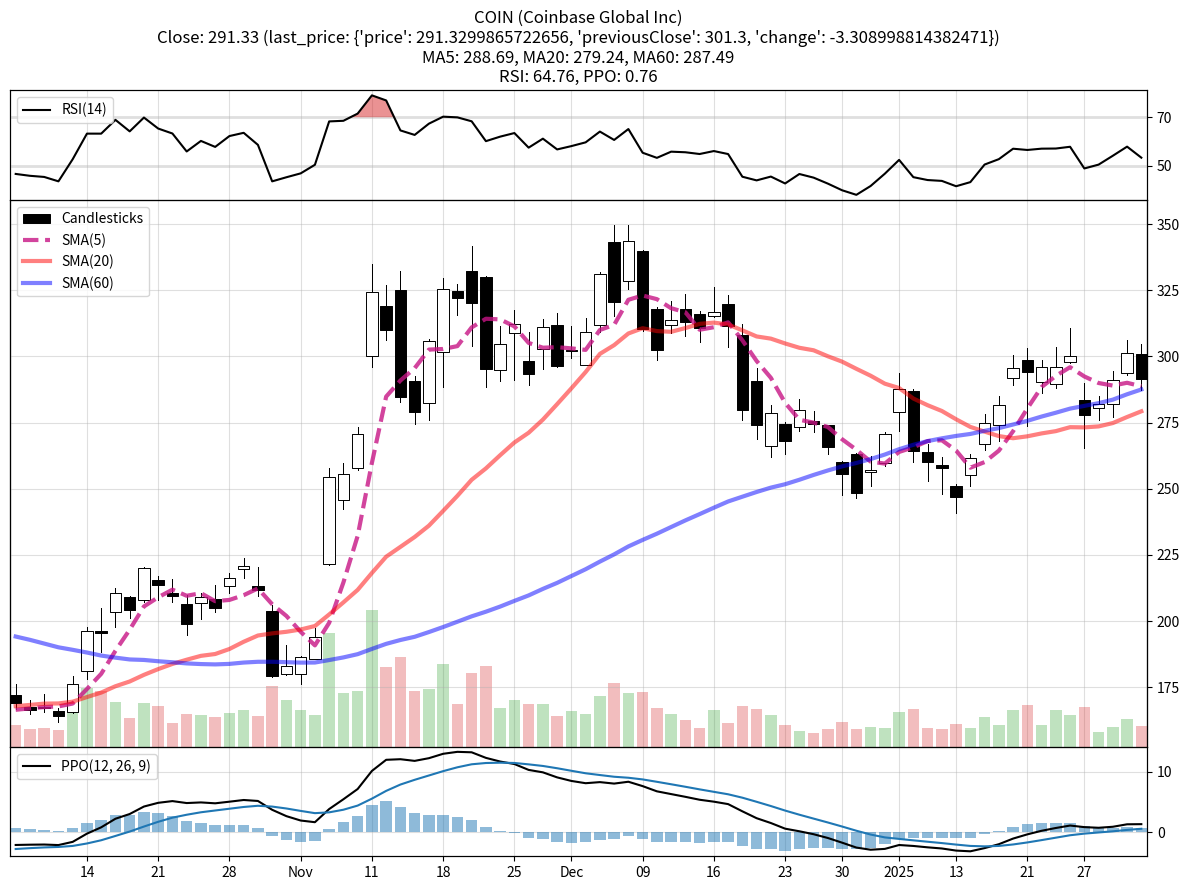 COIN (Coinbase Global Inc)
Close: 291.33 (last_price: {'price': 291.3299865722656, 'previousClose': 301.3, 'change': -3.308998814382471})
MA5: 288.69, MA20: 279.24, MA60: 287.49
RSI: 64.76, PPO: 0.76
RSI(14)
70
50
Candlesticks
SMA(5)
SMA(20)
SMA(60)
350
325
300
275
250
225
200
175
PPO(12, 26, 9)
10
0
14 21 28 Nov 11 18 25 Dec 09 16 23 30 2025 13 21 27